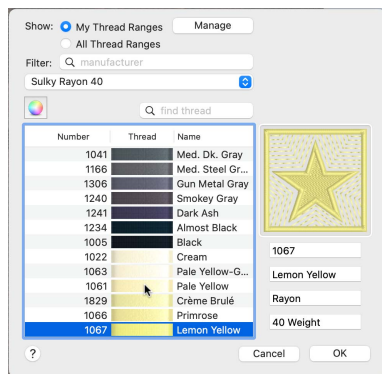 Show: My Thread Ranges Manage
All Thread Ranges
Filter: manufacturer
Sulky Rayon 40
find thread
Number Thread Name
1041 Med. Dk. Gray
1166 Med. Steel Gr...
1306 Gun Metal Gray
1240 Smokey Gray
1241 Dark Ash
1234 Almost Black
1005 Black
1022 Cream
1063 Pale Yellow-G...
1061 Pale Yellow
1829 Crème Brulé
1066 Primrose
1067 Lemon Yellow
1067
Lemon Yellow
Rayon
40 Weight
? Cancel OK